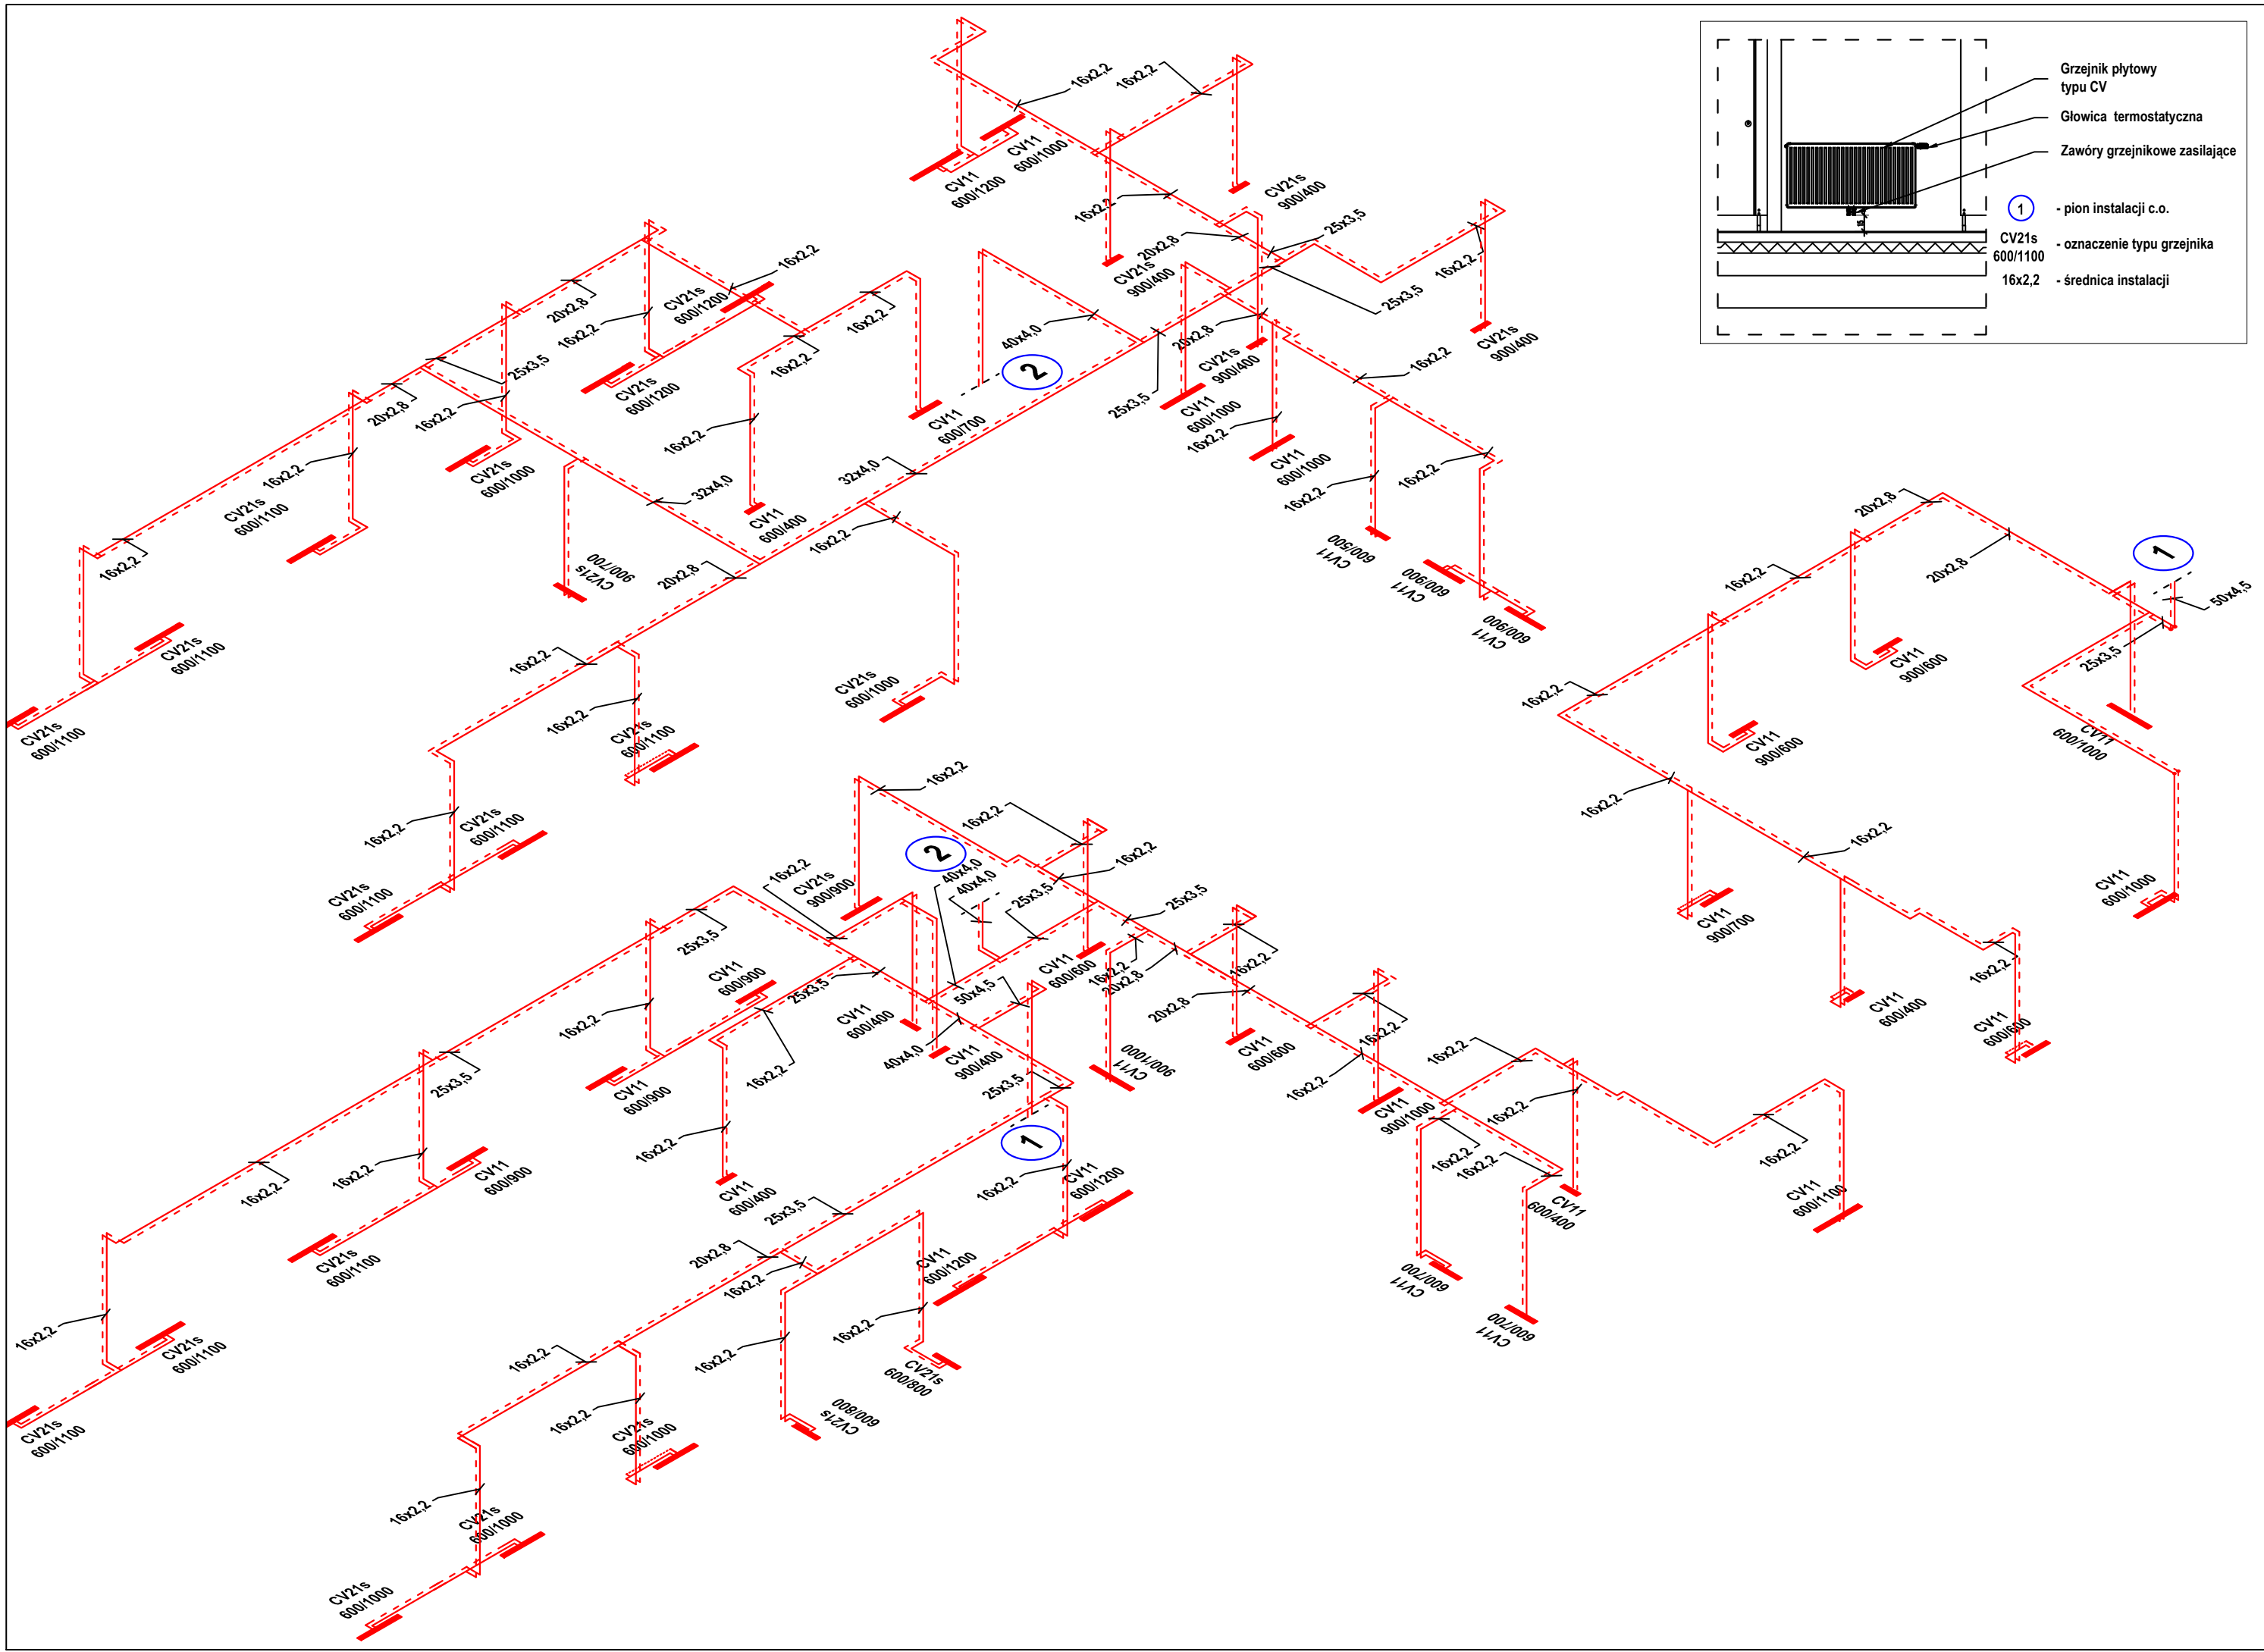 Grzejnik płytowy
typu CV
Głowica termostatyczna
Zawory grzejnikowe zasilające
1
- pion instalacji c.o.
CV21s
600/1100
- oznaczenie typu grzejnika
16x2,2
- średnica instalacji
16x2,2
16x2,2
CV11
600/1000
CV11
600/1200
CV21s
900/400
16x2,2
20x2,8
25x3,5
CV21s
900/400
25x3,5
16x2,2
CV21s
900/400
16x2,2
20x2,8
CV21s
600/1200
16x2,2
16x2,2
16x2,2
40x4,0
2
25x3,5
20x2,8
CV21s
900/400
16x2,2
25x3,5
20x2,8
16x2,2
CV21s
600/1200
CV11
600/700
CV11
600/1000
16x2,2
CV11
600/1000
16x2,2
16x2,2
16x2,2
16x2,2
CV21s
600/1100
CV21s
600/1000
16x2,2
32x4,0
32x4,0
CV11
600/400
16x2,2
CV21s
900/700
20x2,8
CV11
600/500
CV11
600/900
CV11
600/900
16x2,2
CV21s
600/1100
CV21s
600/1100
16x2,2
16x2,2
CV21s
600/1100
CV21s
600/1000
16x2,2
CV21s
600/1100
CV21s
600/1100
20x2,8
20x2,8
1
50x4,5
16x2,2
25x3,5
CV11
900/600
16x2,2
CV11
900/600
CV11
600/1000
16x2,2
16x2,2
CV11
900/700
CV11
600/1000
16x2,2
CV11
600/400
CV11
600/600
16x2,2
16x2,2
2
40x4,0
40x4,0
25x3,5
16x2,2
25x3,5
16x2,2
CV21s
900/900
25x3,5
CV11
600/900
25x3,5
CV11
600/400
50x4,5
CV11
600/600
16x2,2
20x2,8
16x2,2
20x2,8
16x2,2
40x4,0
CV11
900/400
CV11
900/1000
CV11
600/600
16x2,2
16x2,2
25x3,5
CV11
600/900
16x2,2
25x3,5
1
16x2,2
CV11
900/1000
16x2,2
16x2,2
16x2,2
16x2,2
CV11
600/400
16x2,2
CV11
600/1100
16x2,2
16x2,2
CV11
600/900
CV21s
600/1100
16x2,2
CV11
600/400
16x2,2
CV11
600/1200
25x3,5
20x2,8
16x2,2
CV11
600/1200
CV11
600/700
CV11
600/700
16x2,2
CV21s
600/1100
CV21s
600/1100
16x2,2
16x2,2
16x2,2
CV21s
600/800
CV21s
600/800
16x2,2
CV21s
600/1000
16x2,2
CV21s
600/1000
CV21s
600/1000